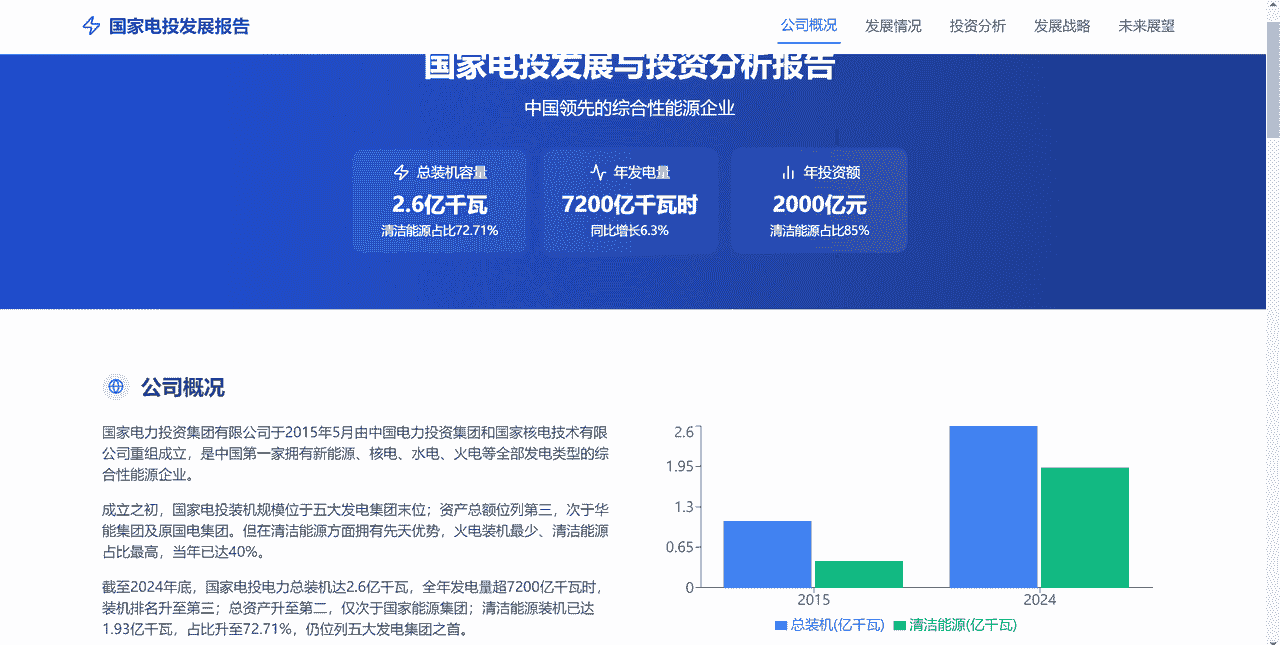 国家电投发展报告
公司概况 发展情况 投资分析 发展战略 未来展望
国家电投发展与投资分析报告
中国领先的综合性能源企业
总装机容量
2.6亿千瓦
清洁能源占比72.71%
年发电量
7200亿千瓦时
同比增长6.3%
年投资额
2000亿元
清洁能源占比85%
公司概况
国家电力投资集团有限公司于2015年5月由中国电力投资集团和国家核电技术有限
公司重组成立，是中国第一家拥有新能源、核电、水电、火电等全部发电类型的综
合性能源企业。
成立之初，国家电投装机规模位于五大发电集团末位；资产总额位列第三，次于华
能集团及原国电集团。但在清洁能源方面拥有先天优势，火电装机最少、清洁能源
占比最高，当年已达40%。
截至2024年底，国家电投电力总装机达2.6亿千瓦，全年发电量超7200亿千瓦时，
装机排名升至第三；总资产升至第二，仅次于国家能源集团；清洁能源装机已达
1.93亿千瓦，占比升至72.71%，仍位列五大发电集团之首。
2.6
1.95
1.3
0.65
0
2015 2024
总装机(亿千瓦) 清洁能源(亿千瓦)